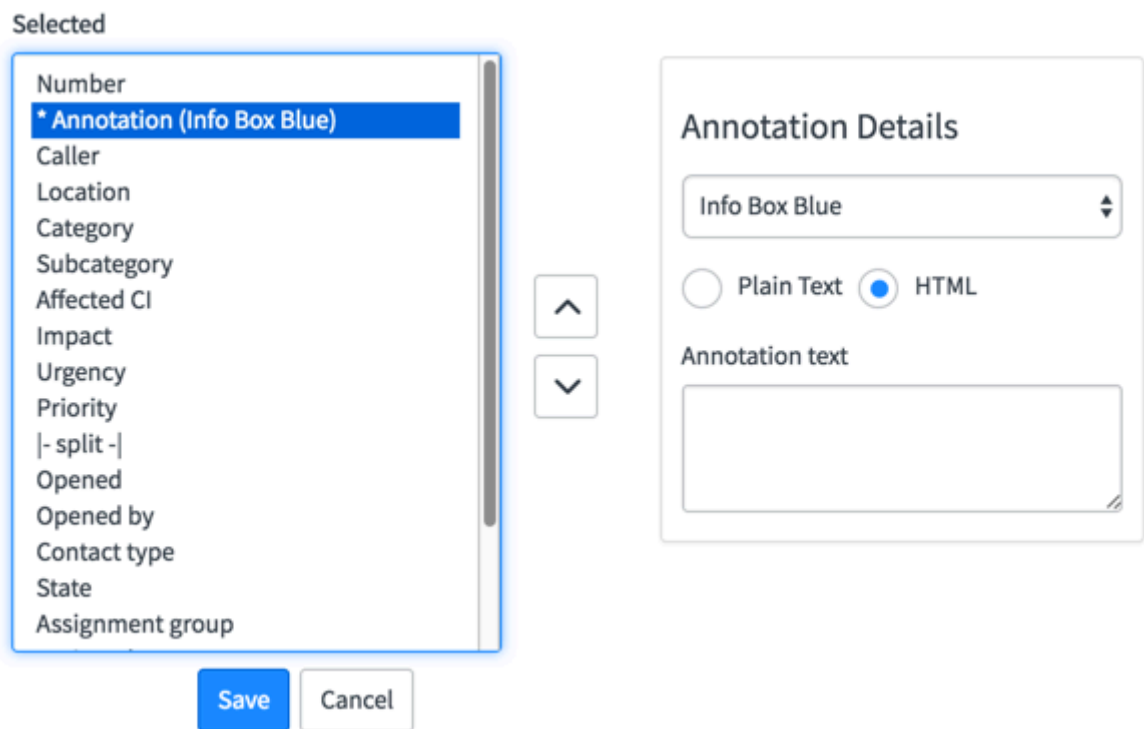 Selected
Number
* Annotation (Info Box Blue)
Caller
Location
Category
Subcategory
Affected CI
Impact
Urgency
Priority
|- split -|
Opened
Opened by
Contact type
State
Assignment group
Save
Cancel
Annotation Details
Info Box Blue
Plain Text
HTML
Annotation text